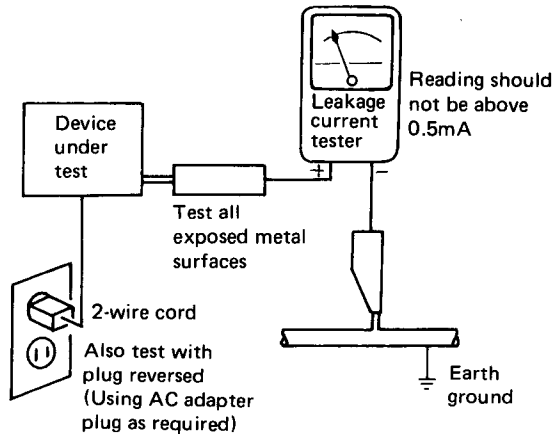 Device
under
test
Leakage
current
tester
Reading should
not be above
0.5mA
+
−
Test all
exposed metal
surfaces
2-wire cord
Also test with
plug reversed
(Using AC adapter
plug as required)
Earth
ground